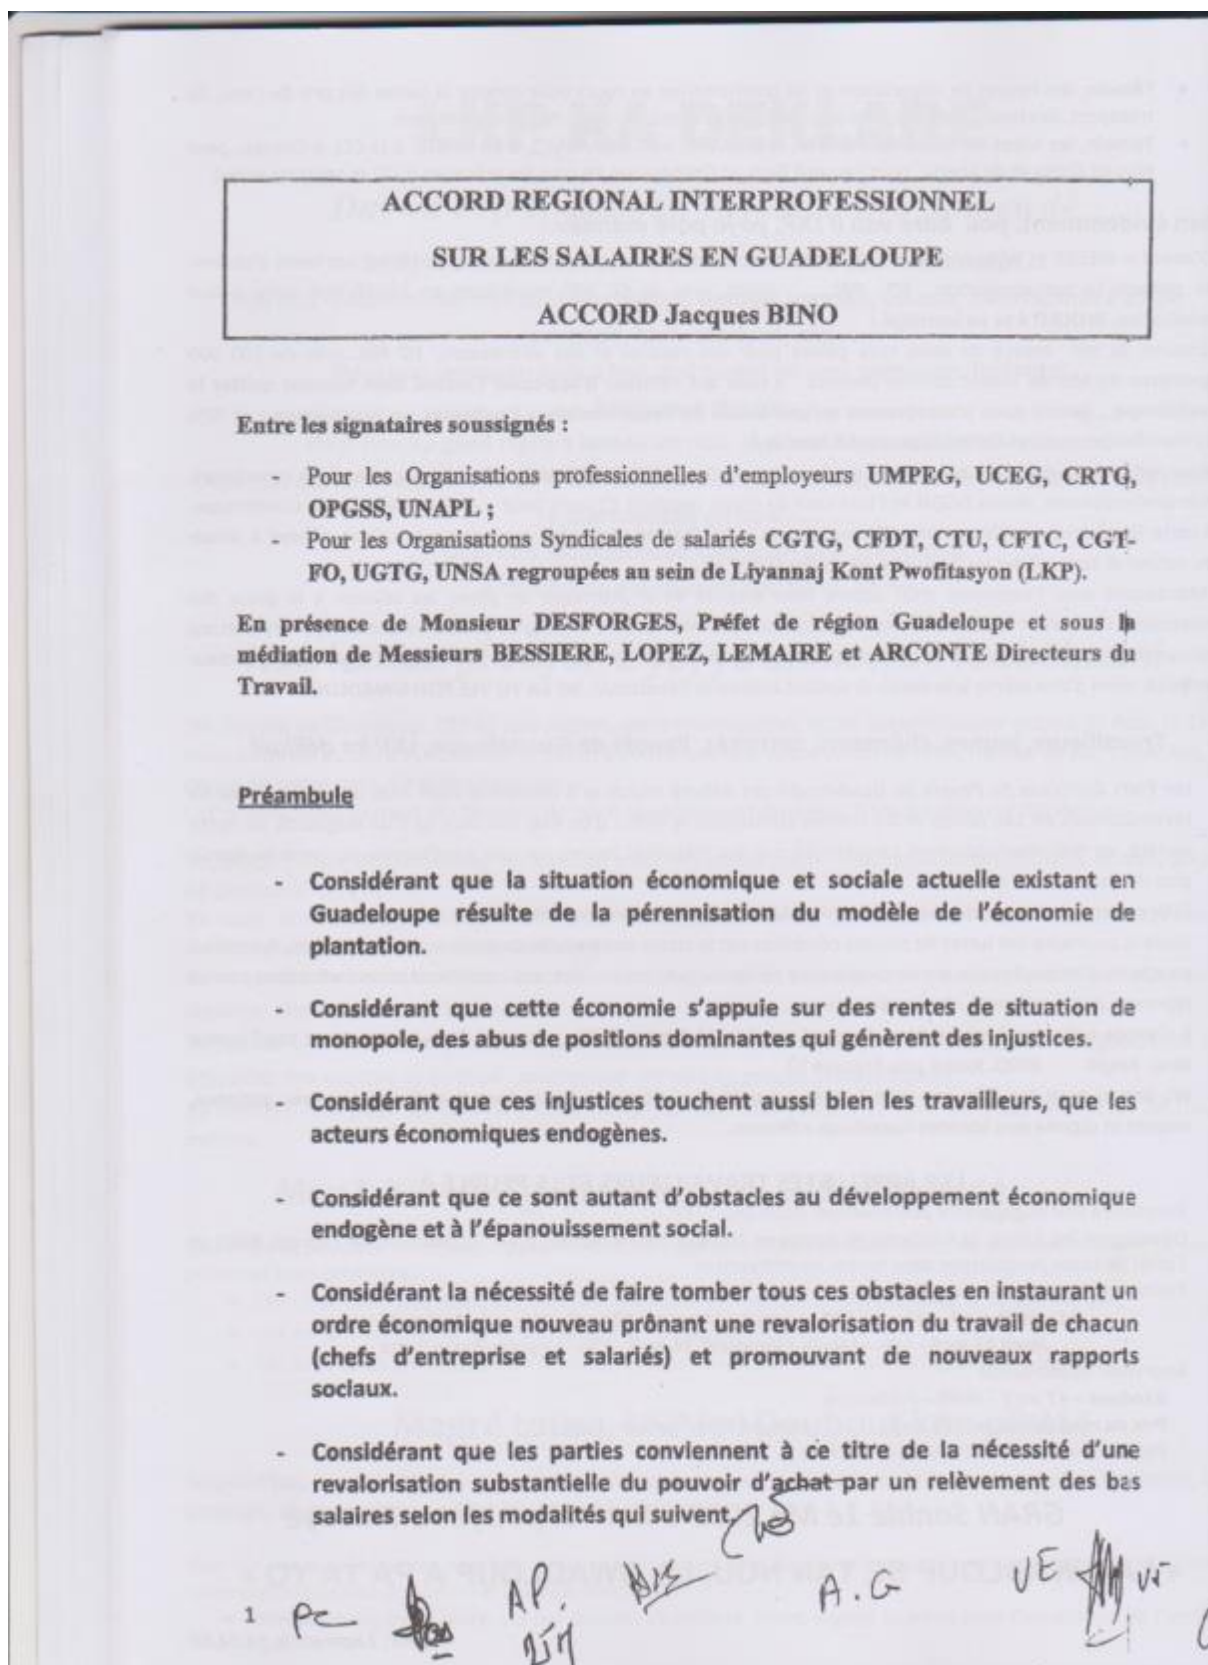 ACCORD REGIONAL INTERPROFESSIONNEL
SUR LES SALAIRES EN GUADELOUPE
ACCORD Jacques BINO
Entre les signataires soussignés :
- Pour les Organisations professionnelles d'employeurs UMPEG, UCEG, CRTG,
OPGSS, UNAPL ;
- Pour les Organisations Syndicales de salariés CGTG, CFDT, CTU, CFTC, CGT-
FO, UGTG, UNSA regroupées au sein de Liyannaj Kont Pwofitasyon (LKP).
En présence de Monsieur DESFORGES, Préfet de région Guadeloupe et sous la
médiation de Messieurs BESSIERE, LOPEZ, LEMAIRE et ARCONTE Directeurs du
Travail.
Préambule
- Considérant que la situation économique et sociale actuelle existant en
Guadeloupe résulte de la pérennisation du modèle de l'économie de
plantation.
- Considérant que cette économie s'appuie sur des rentes de situation de
monopole, des abus de positions dominantes qui génèrent des injustices.
- Considérant que ces injustices touchent aussi bien les travailleurs, que les
acteurs économiques endogènes.
- Considérant que ce sont autant d'obstacles au développement économique
endogène et à l'épanouissement social.
- Considérant la nécessité de faire tomber tous ces obstacles en instaurant un
ordre économique nouveau prônant une revalorisation du travail de chacun
(chefs d'entreprise et salariés) et promouvant de nouveaux rapports
sociaux.
- Considérant que les parties conviennent à ce titre de la nécessité d'une
revalorisation substantielle du pouvoir d'achat par un relèvement des bas
salaires selon les modalités qui suivent.
1 PC AP. A.G VF